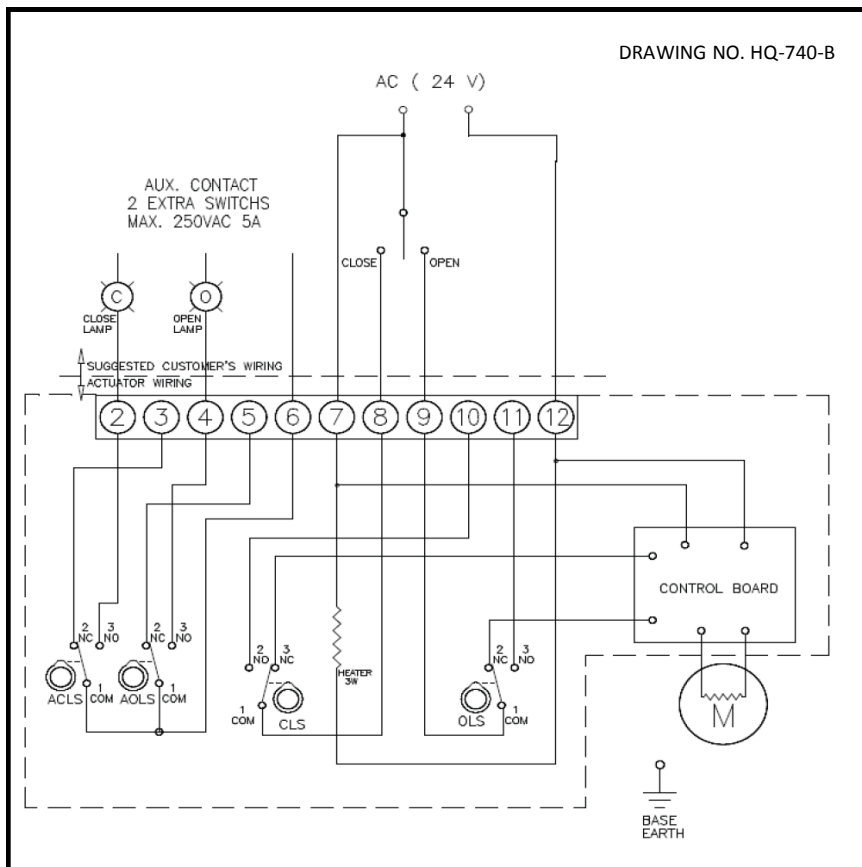 DRAWING NO. HQ-740-B
AC ( 24 V)
AUX. CONTACT
2 EXTRA SWITCHS
MAX. 250VAC 5A
CLOSE
OPEN
C
O
CLOSE
LAMP
OPEN
LAMP
SUGGESTED CUSTOMER'S WIRING
ACTUATOR WIRING
2 3 4 5 6 7 8 9 10 11 12
CONTROL BOARD
2
NC
3
NO
2
NC
3
NO
2
NO
3
NC
2
NC
3
NO
HEATER
3W
ACLS
1
COM
AOLS
1
COM
1
COM
CLS
OLS
1
COM
M
BASE
EARTH